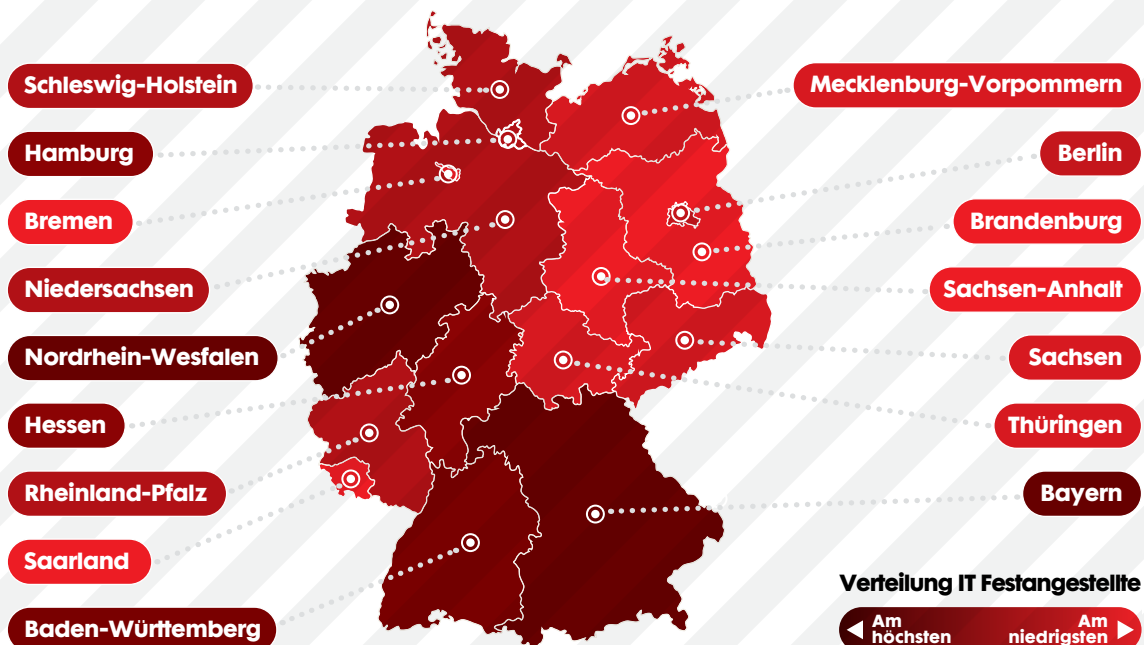 Schleswig-Holstein
Hamburg
Bremen
Niedersachsen
Nordrhein-Wesfalen
Hessen
Rheinland-Pfalz
Saarland
Baden-Württemberg
Mecklenburg-Vorpommern
Berlin
Brandenburg
Sachsen-Anhalt
Sachsen
Thüringen
Bayern
Verteilung IT Festangestellte
Am höchsten
Am niedrigsten